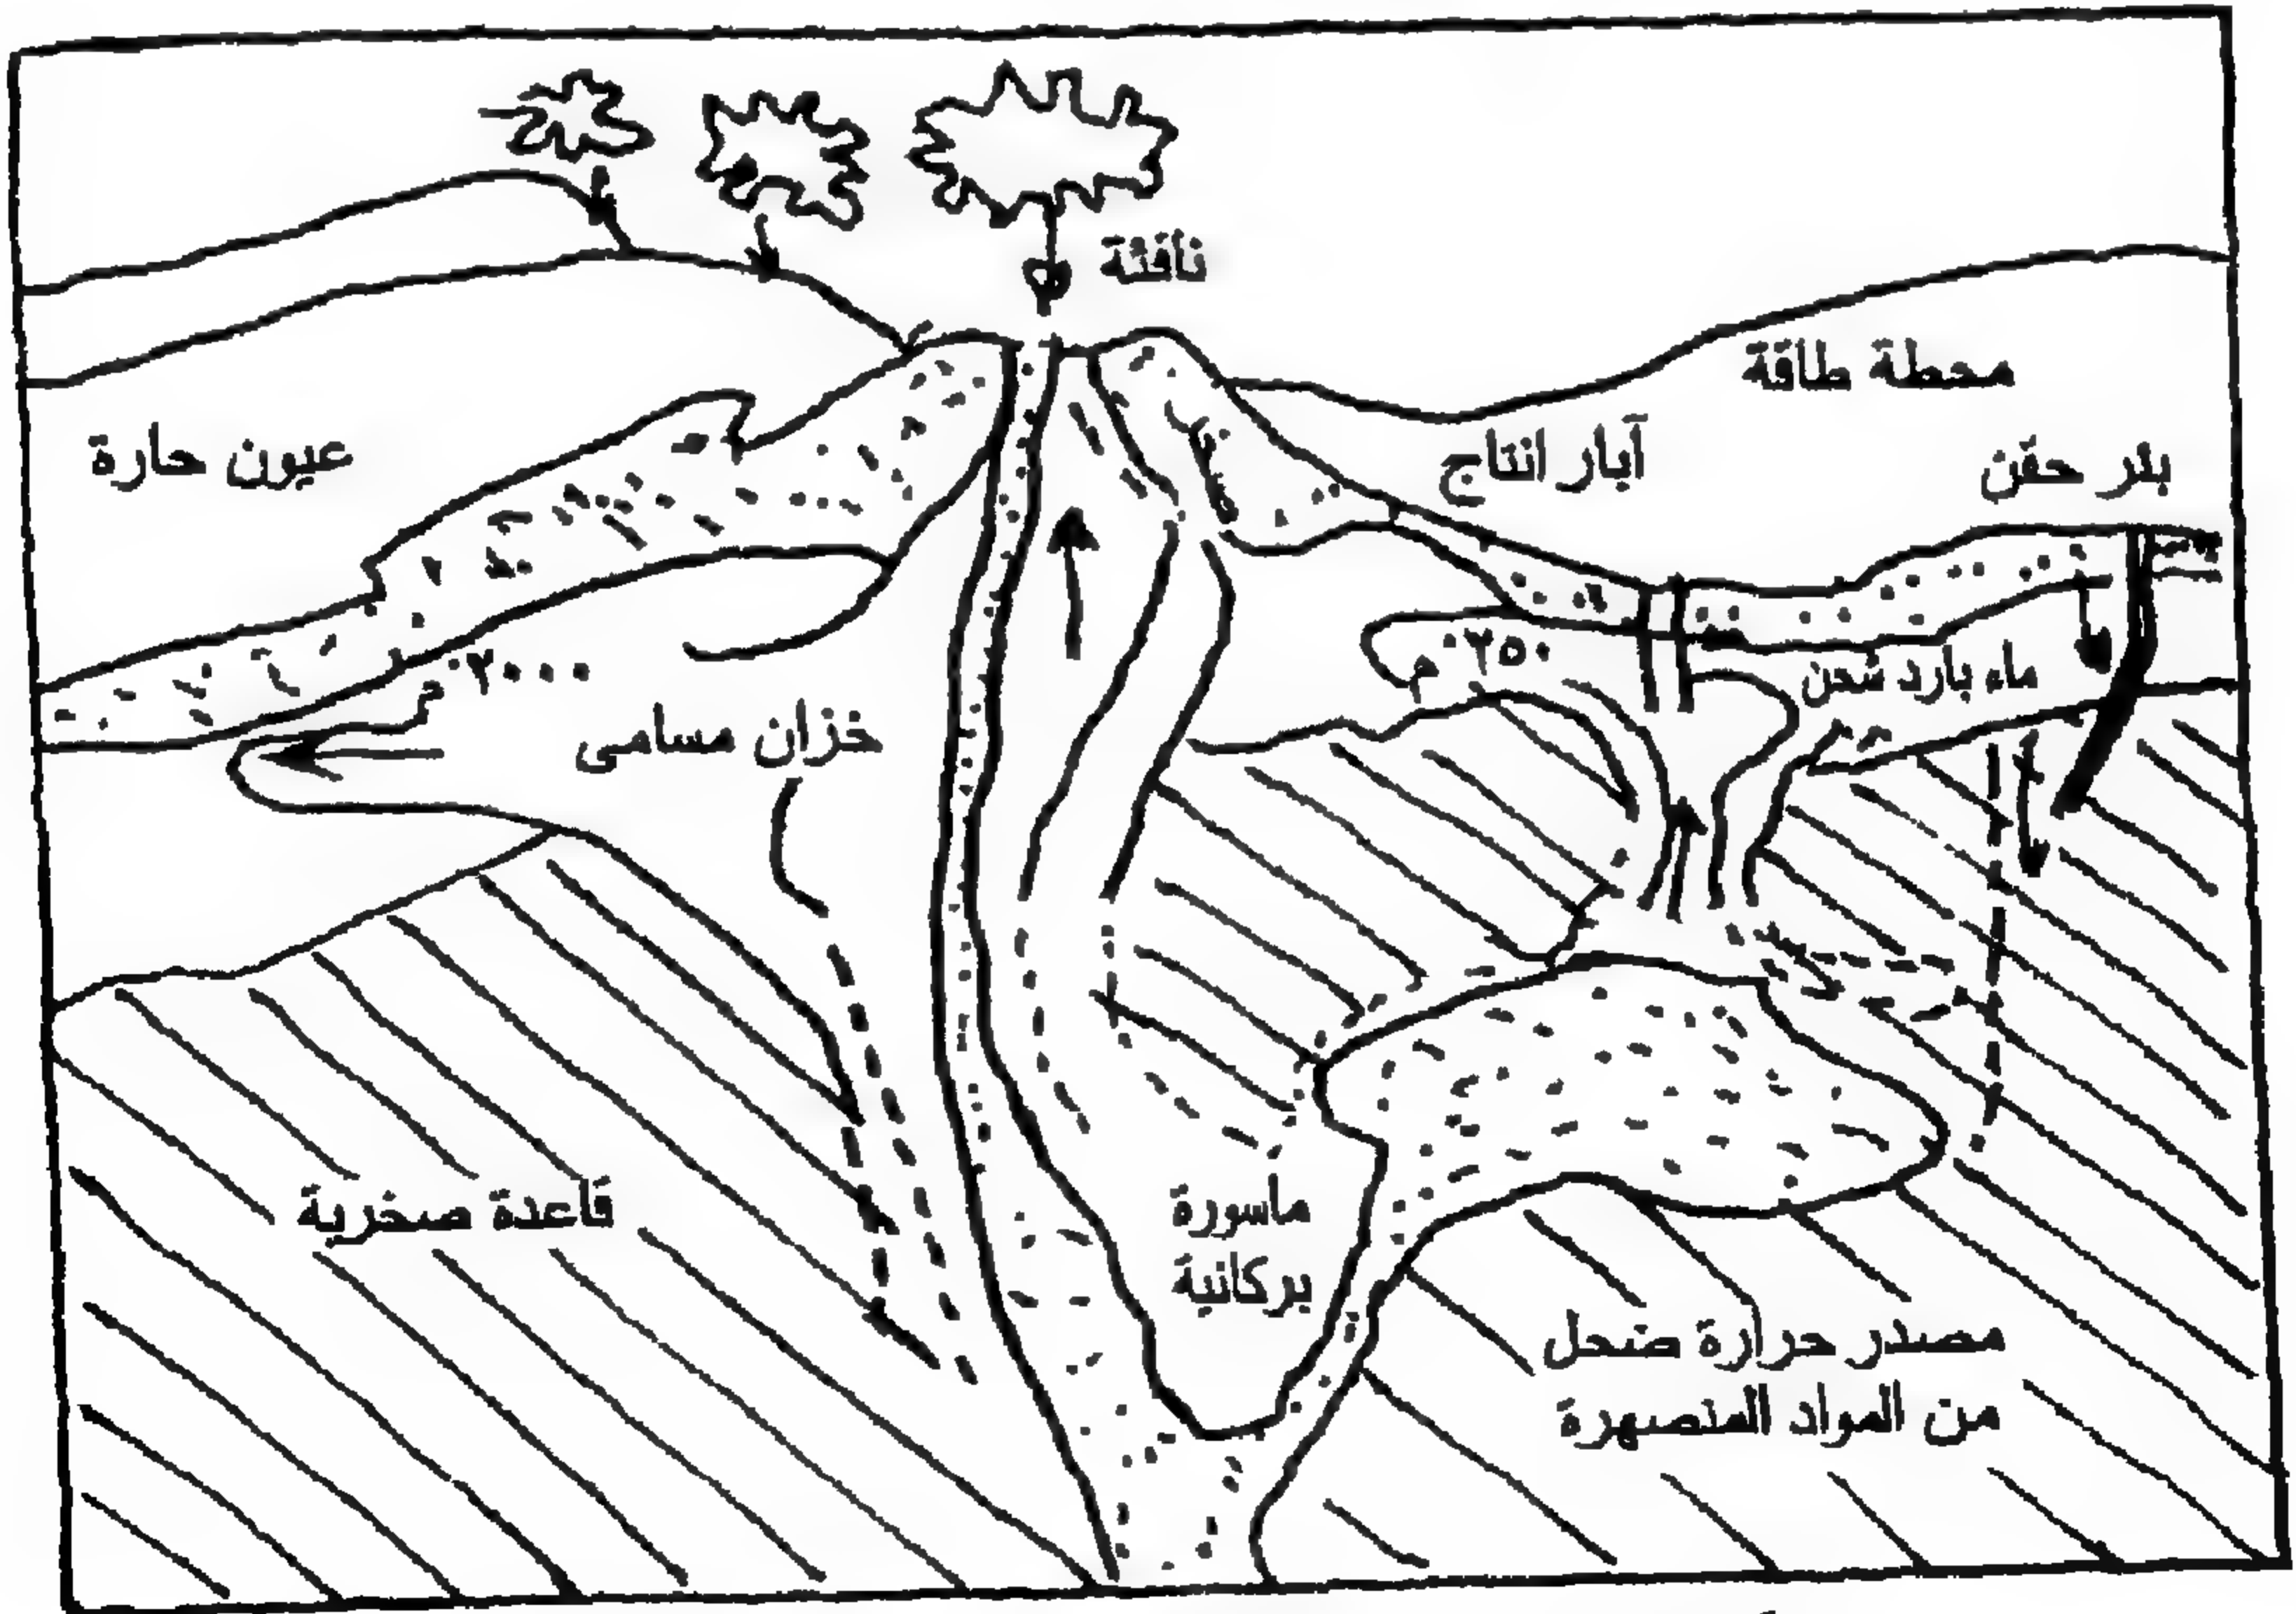 نافثة
محطة طاقة
عيون حارة
آبار انتاج
بئر حقن
٢٠٠٠° م
٢٥٠° م
ماء بارد شحن
خزان مسامى
قاعدة صخرية
ماسورة
بركانية
مصدر حرارة ضحل
من المواد المنصهرة